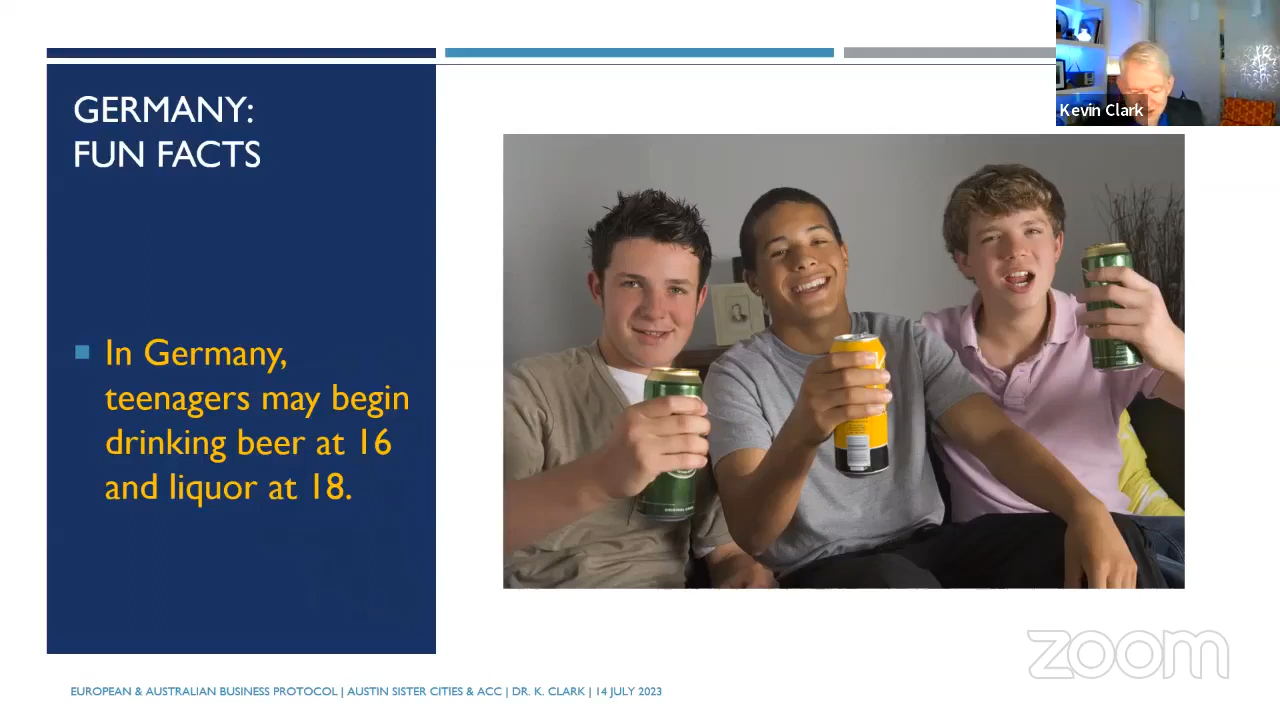 GERMANY:
FUN FACTS
Kevin Clark
In Germany,
teenagers may begin
drinking beer at 16
and liquor at 18.
zoom
EUROPEAN & AUSTRALIAN BUSINESS PROTOCOL | AUSTIN SISTER CITIES & ACC | DR. K. CLARK | 14 JULY 2023